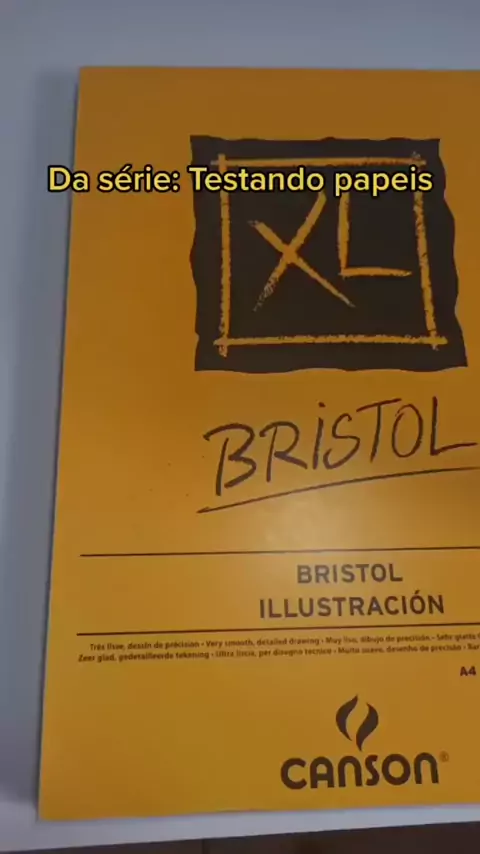 Da série: Testando papeis
XL
BRISTOL
BRISTOL
ILLUSTRACIÓN
Très lisse, dessin de précision - Very smooth, detailed drawing - Muy liso, dibujo de precisión - Sehr glatt
Zeer glad, gedetailleerde tekening - Ultra liscia, per disegno tecnico - Muito suave, desenho de precisão -
A4
CANSON®